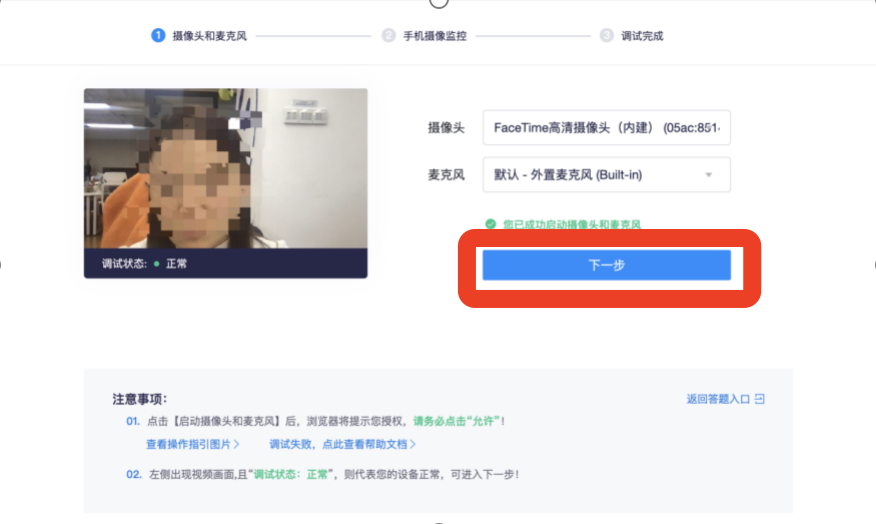 1 摄像头和麦克风 2 手机摄像监控 3 调试完成
摄像头 FaceTime高清摄像头（内建） (05ac:8514
麦克风 默认 - 外置麦克风 (Built-in)
您已成功启动摄像头和麦克风
调试状态: 正常
下一步
注意事项:
返回答题入口
01. 点击【启动摄像头和麦克风】后，浏览器将提示您授权，请务必点击“允许”！
查看操作指引图片 调试失败，点此查看帮助文档
02. 左侧出现视频画面,且“调试状态：正常”，则代表您的设备正常，可进入下一步！